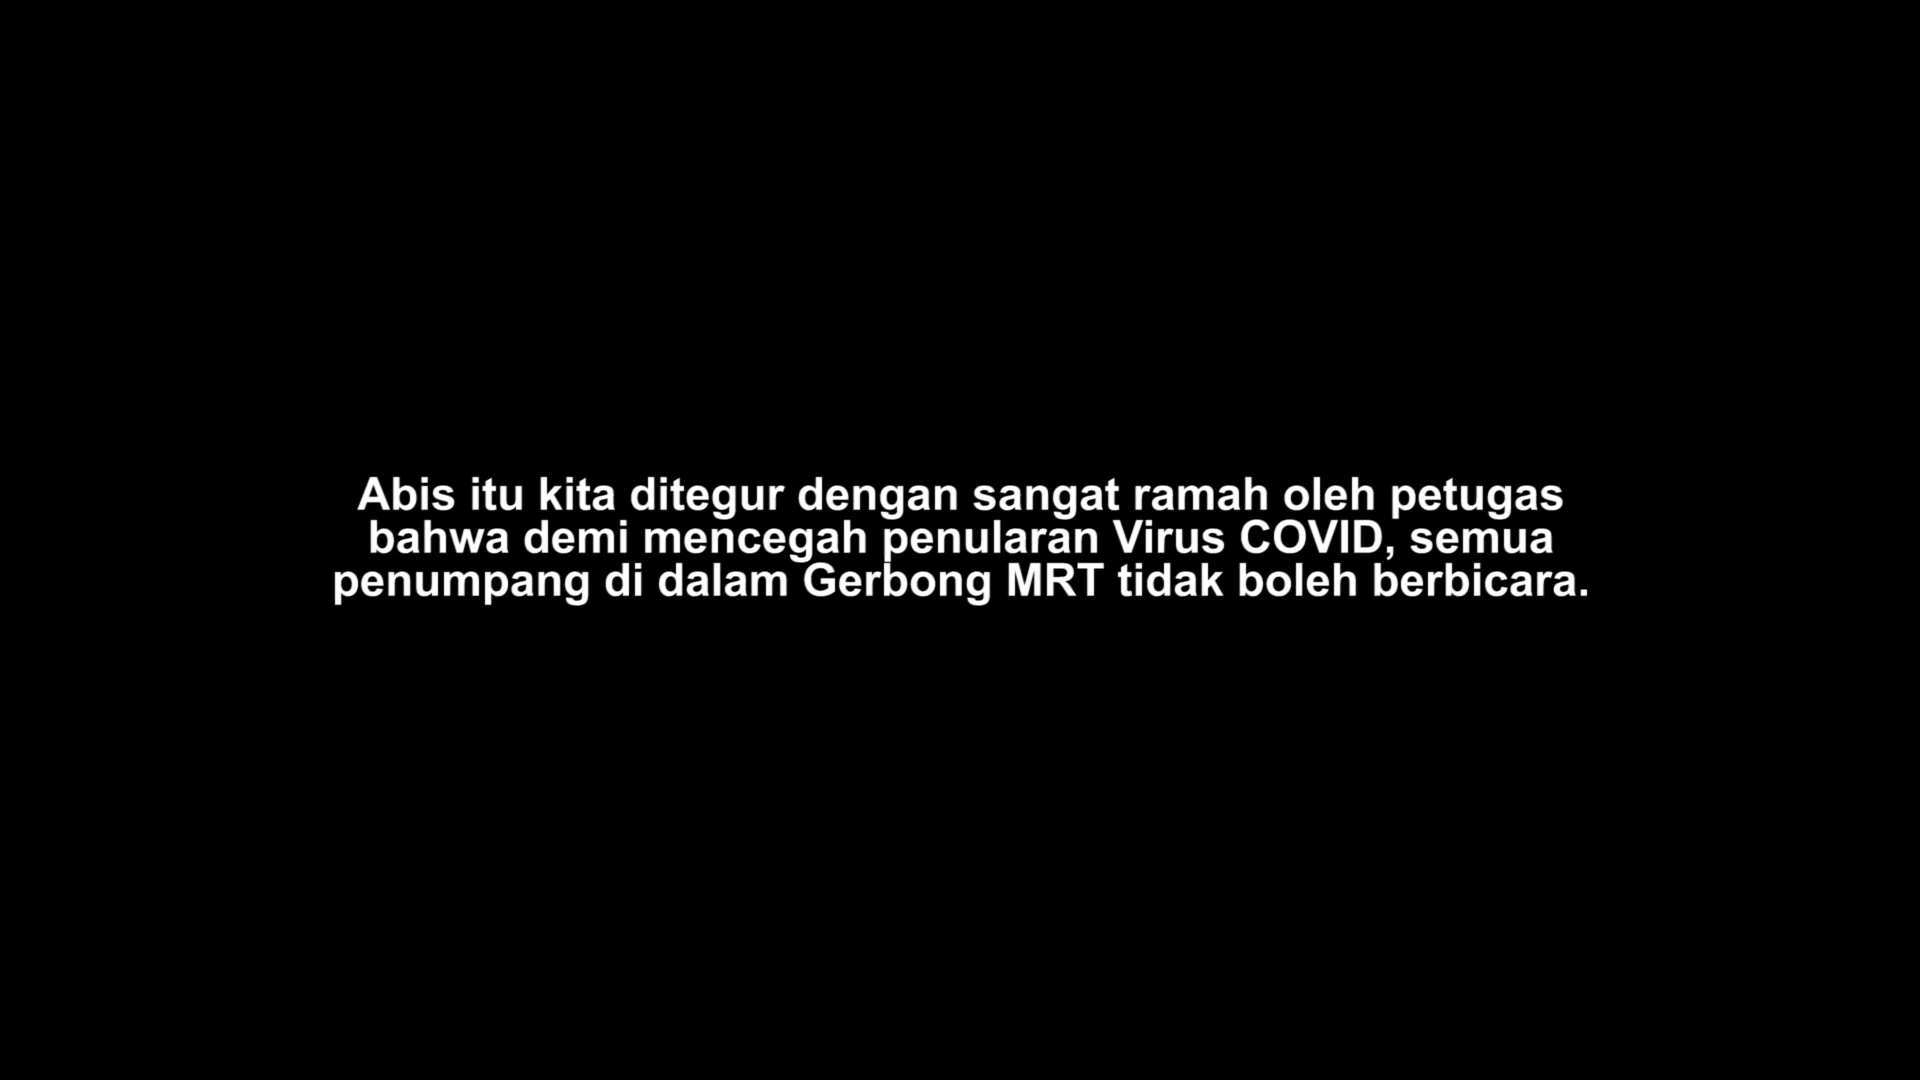 Abis itu kita ditegur dengan sangat ramah oleh petugas
bahwa demi mencegah penularan Virus COVID, semua
penumpang di dalam Gerbong MRT tidak boleh berbicara.